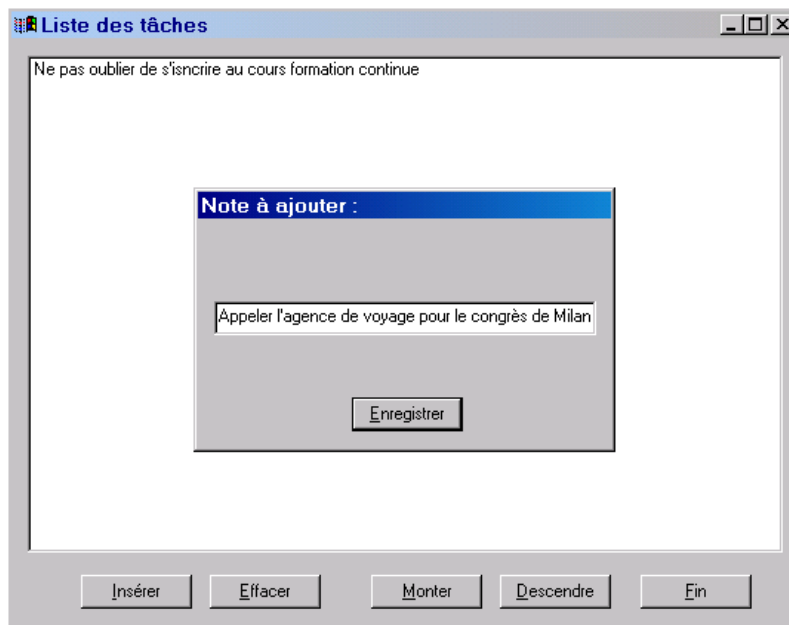 Liste des tâches
Ne pas oublier de s'isncrire au cours formation continue
Note à ajouter :
Appeler l'agence de voyage pour le congrès de Milan
Enregistrer
Insérer Effacer Monter Descendre Fin